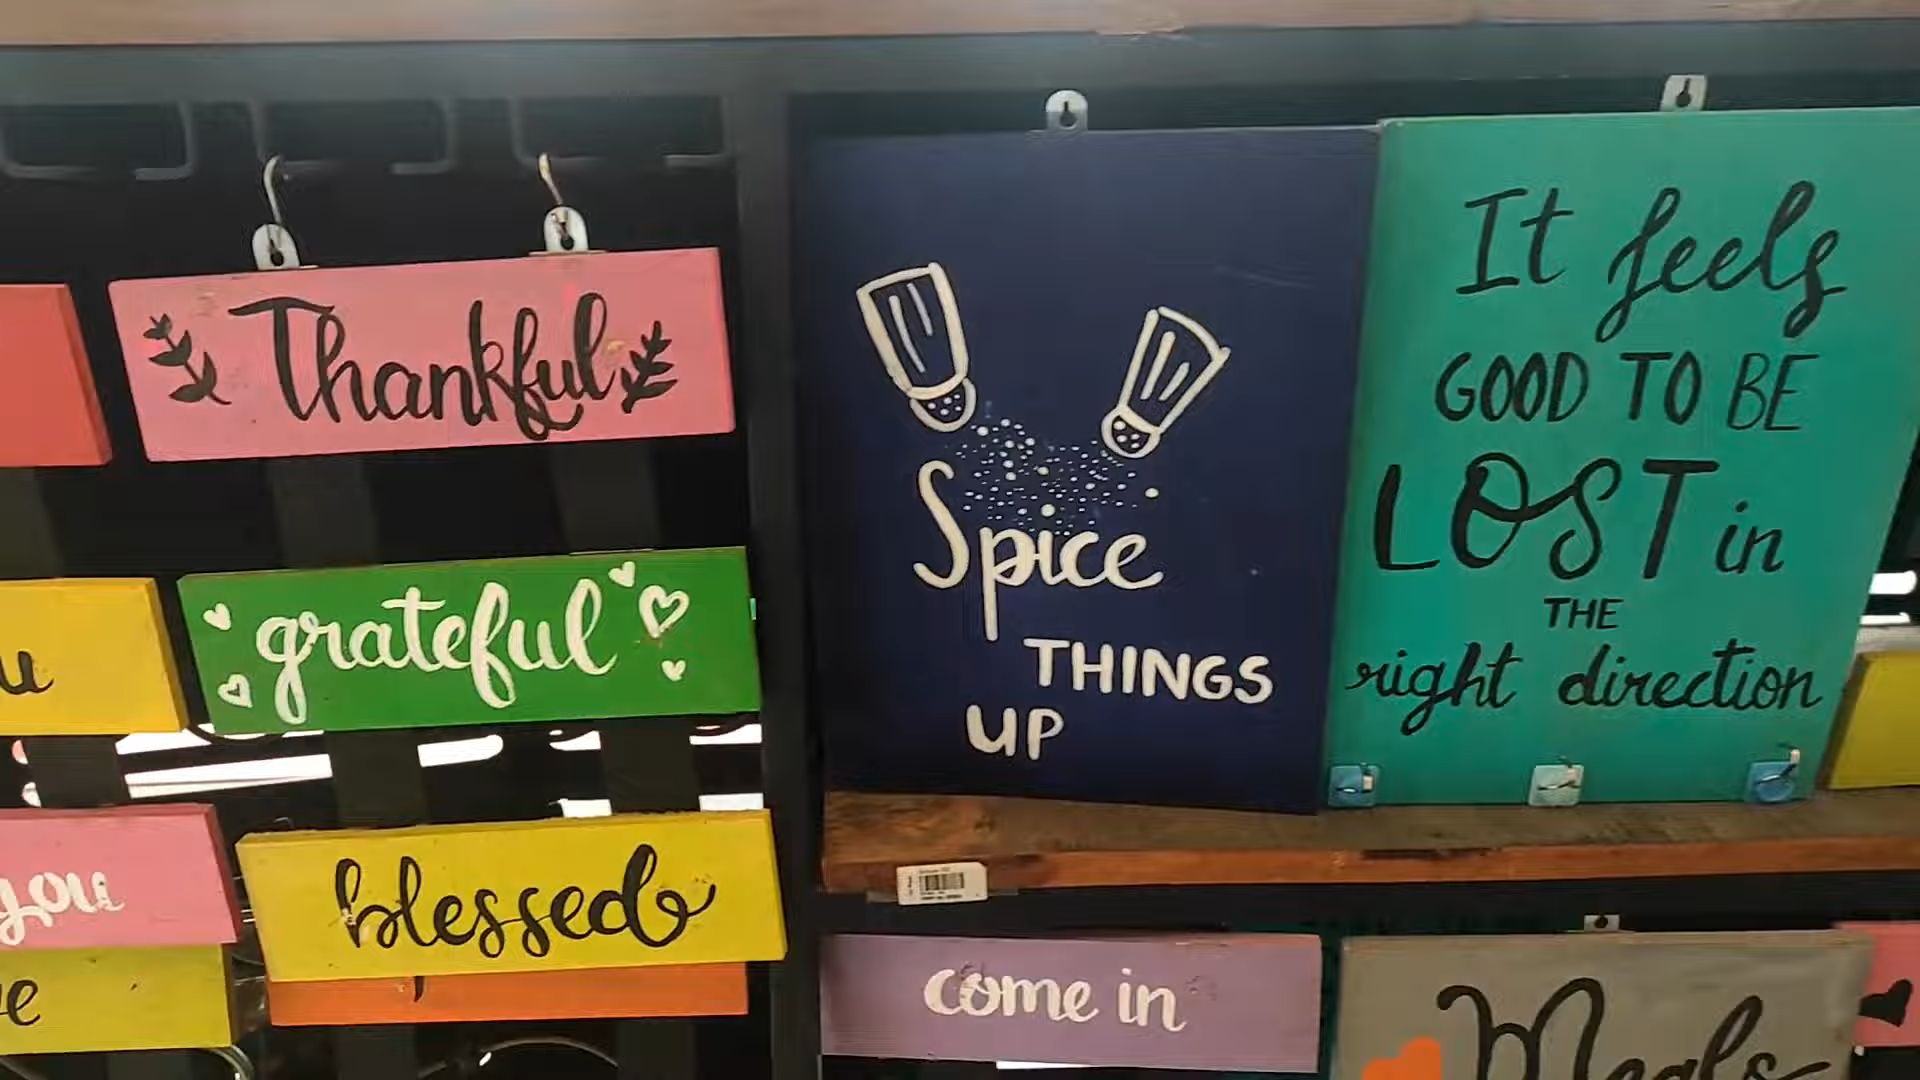 Thankful
grateful
you
blessed
Spice
THINGS
UP
It feels
GOOD TO BE
LOST in
THE
right direction
come in
Meals